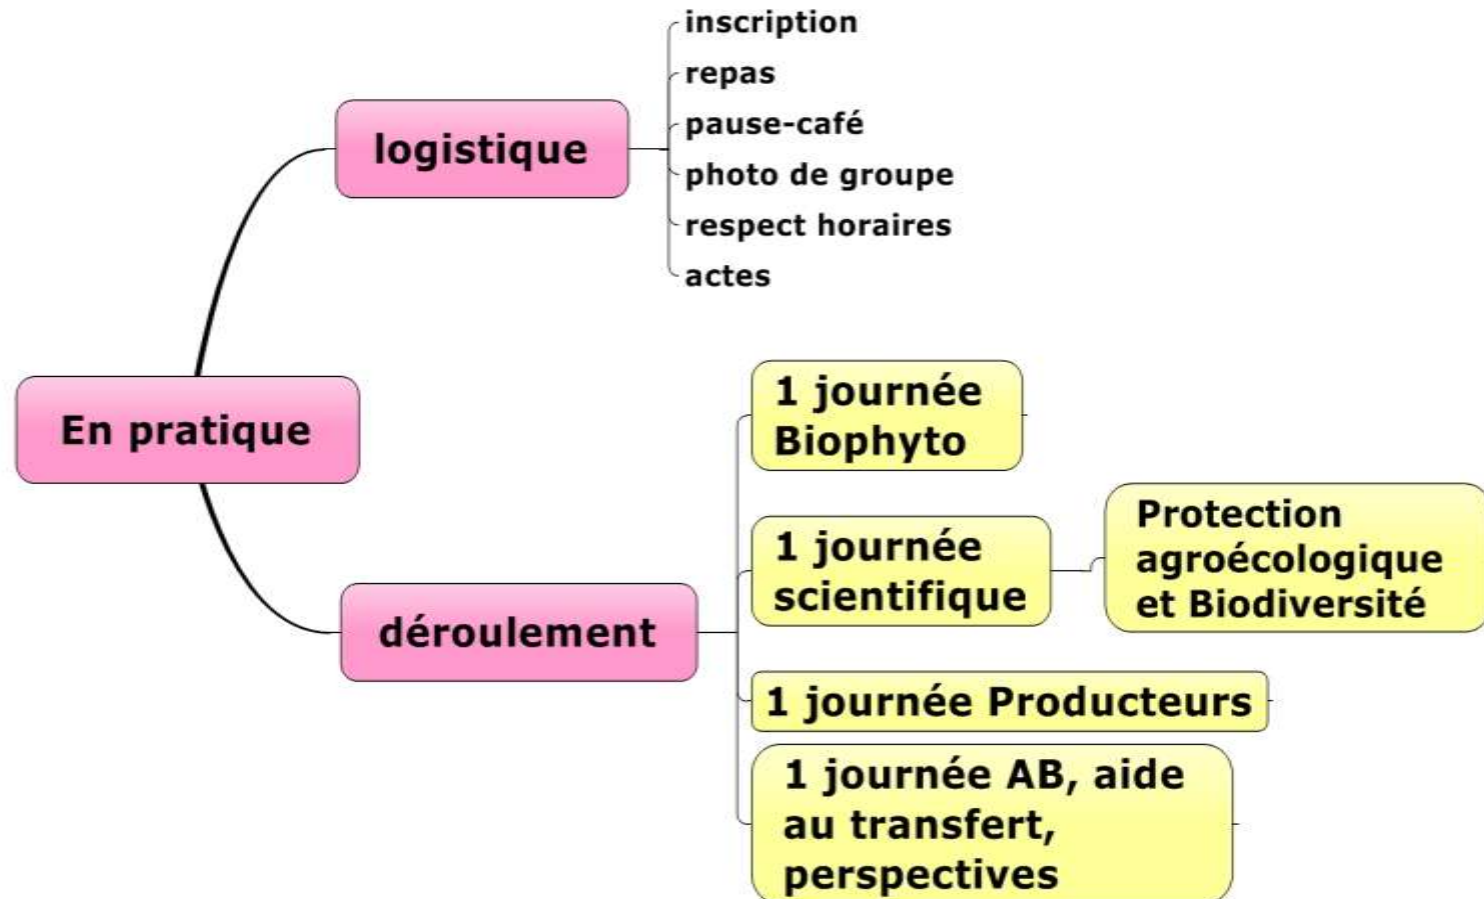 inscription
repas
pause-café
photo de groupe
respect horaires
actes
logistique
En pratique
déroulement
1 journée
Biophyto
1 journée
scientifique
Protection
agroécologique
et Biodiversité
1 journée Producteurs
1 journée AB, aide
au transfert,
perspectives